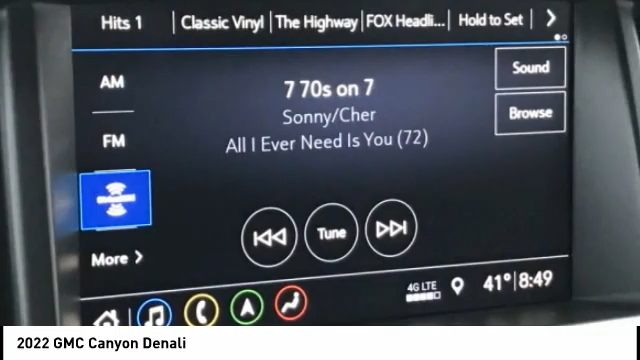 Hits 1 Classic Vinyl The Highway FOX Headli... Hold to Set
Sound
AM
7 70s on 7
Sonny/Cher
Browse
FM
All I Ever Need Is You (72)
Tune
More
4G LTE
41° 8:49
2022 GMC Canyon Denali